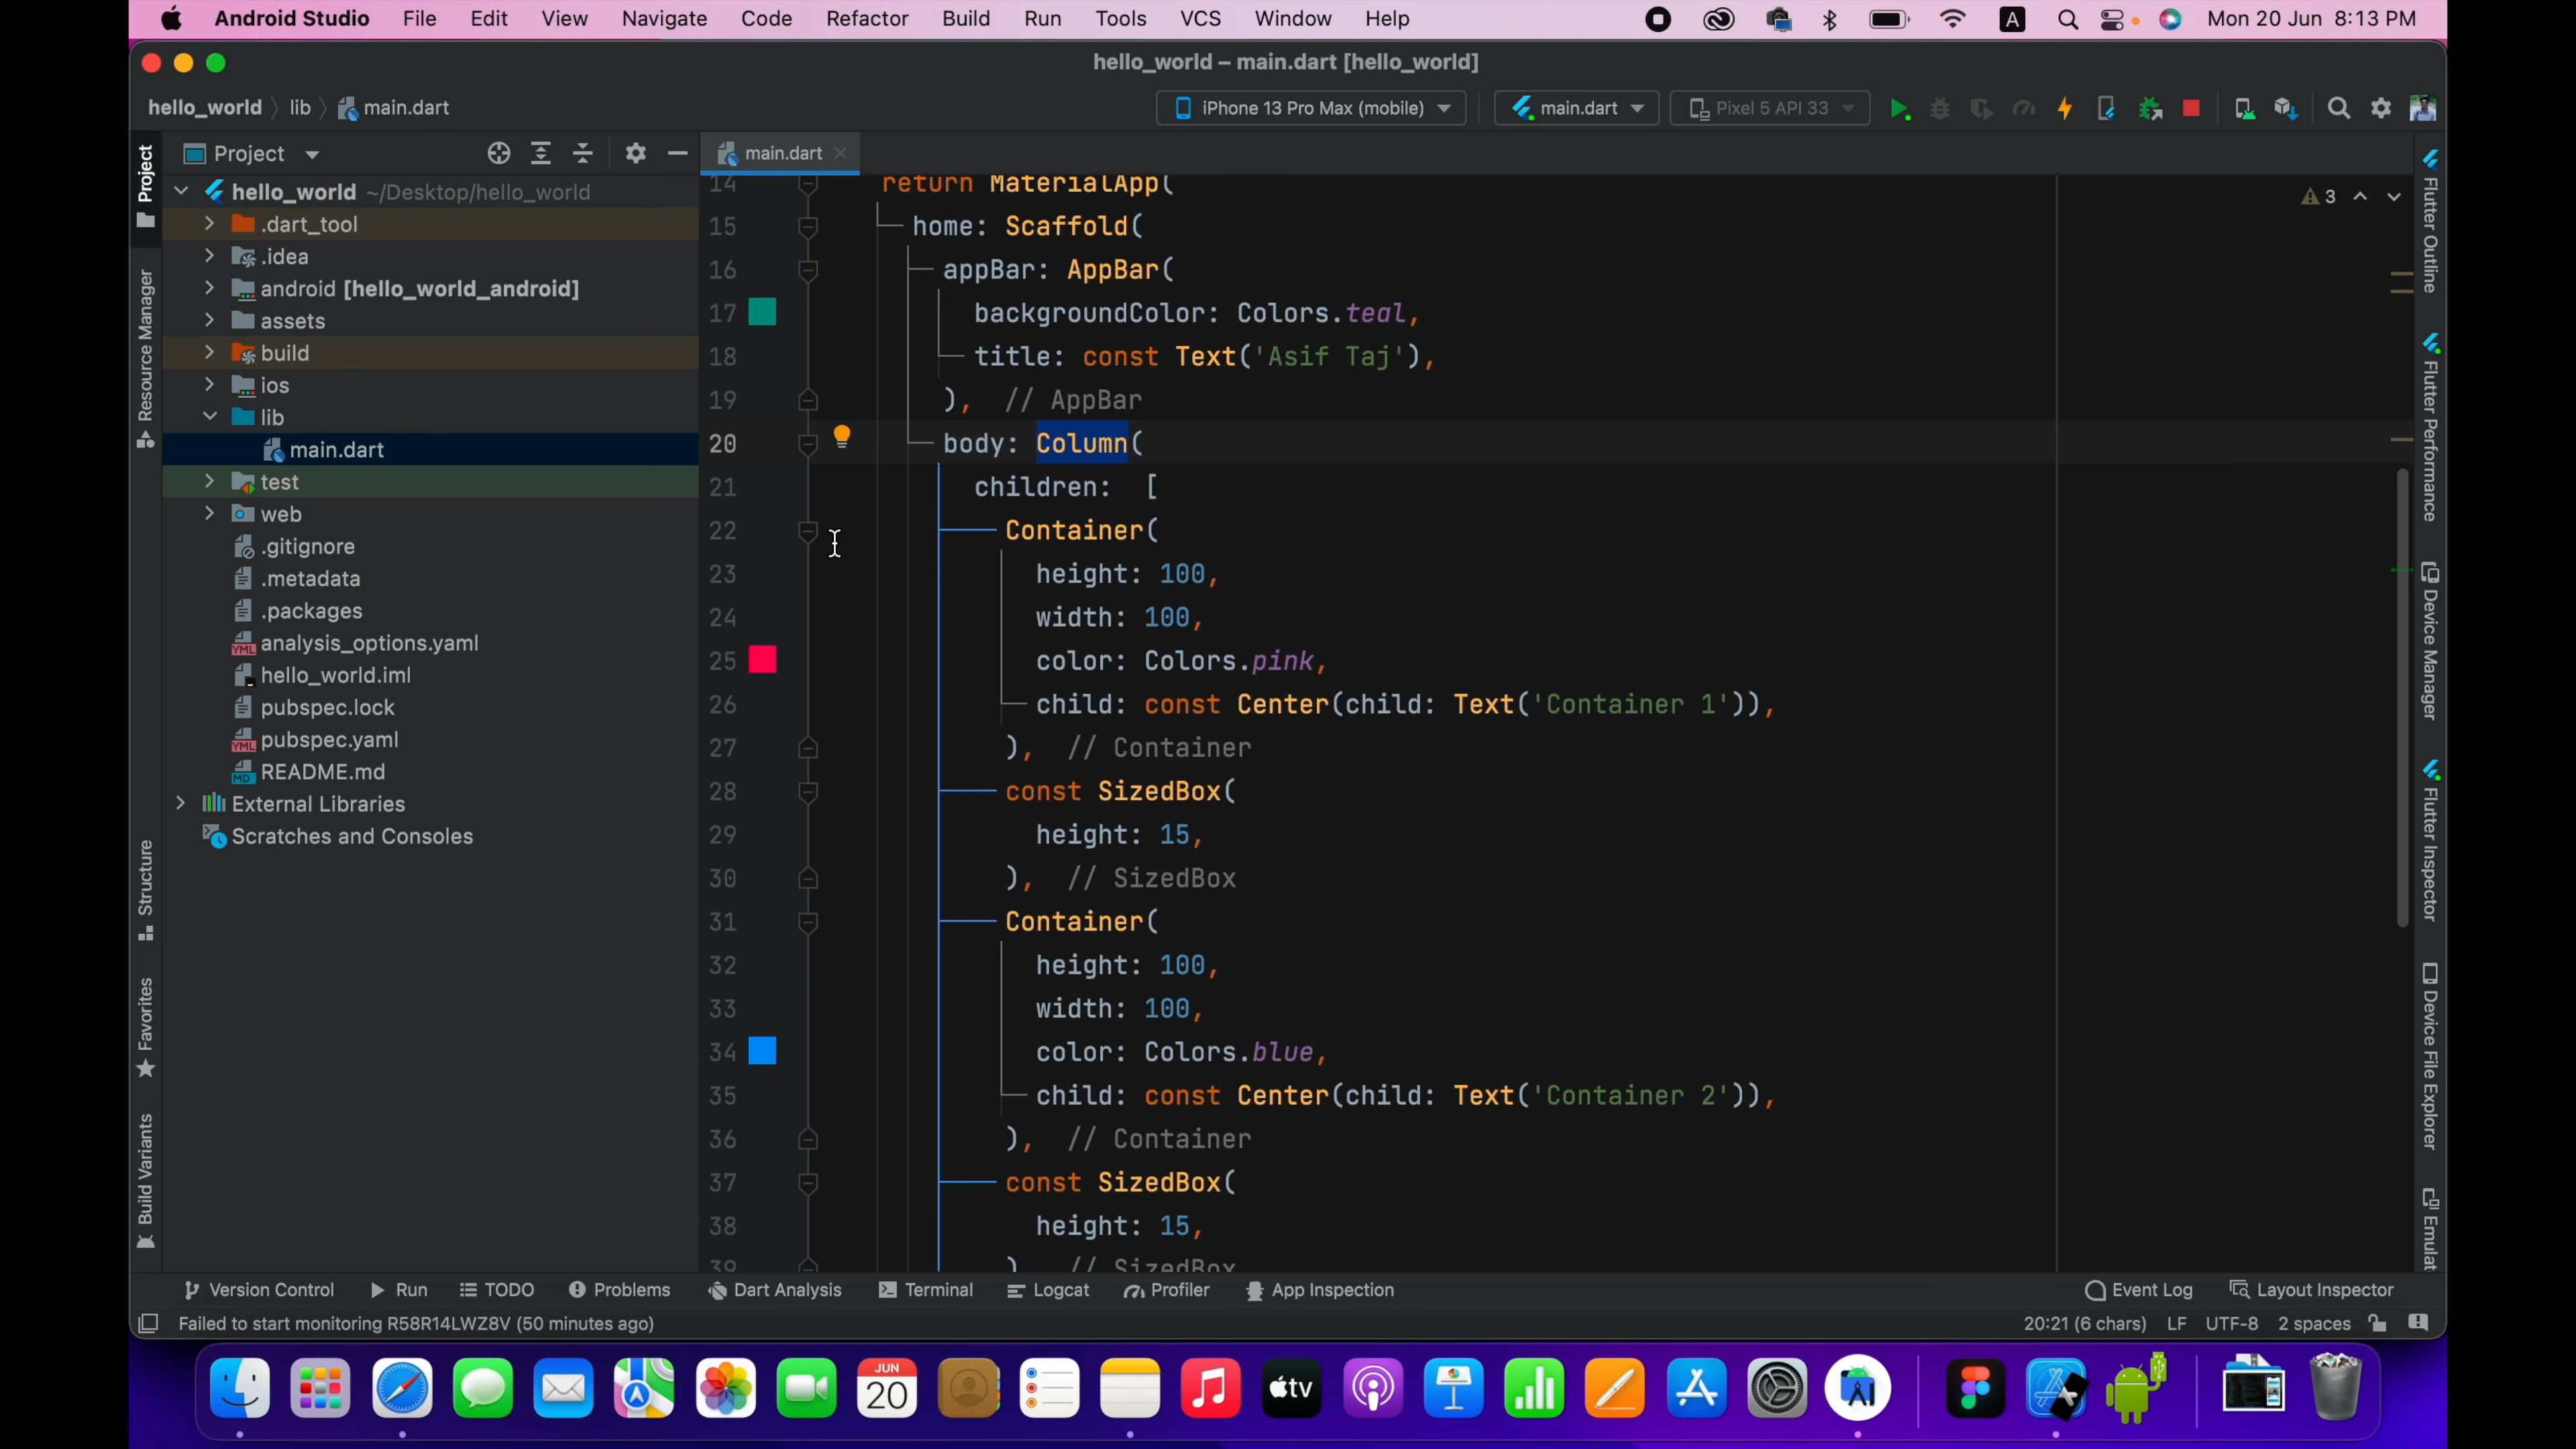 Android Studio File Edit View Navigate Code Refactor Build Run Tools VCS Window Help A Mon 20 Jun 8:13 PM
hello_world – main.dart [hello_world]
hello_world lib main.dart iPhone 13 Pro Max (mobile) main.dart Pixel 5 API 33
Project
main.dart
hello_world ~/Desktop/hello_world
.dart_tool
.idea
android [hello_world_android]
assets
build
ios
lib
main.dart
test
web
.gitignore
.metadata
.packages
analysis_options.yaml
hello_world.iml
pubspec.lock
pubspec.yaml
README.md
External Libraries
Scratches and Consoles
Project
Resource Manager
Structure
Favorites
Build Variants
14 return MaterialApp(
15 home: Scaffold(
16 appBar: AppBar(
17 backgroundColor: Colors.teal,
18 title: const Text('Asif Taj'),
19 ), // AppBar
20 body: Column(
21 children: [
22 Container(
23 height: 100,
24 width: 100,
25 color: Colors.pink,
26 child: const Center(child: Text('Container 1')),
27 ), // Container
28 const SizedBox(
29 height: 15,
30 ), // SizedBox
31 Container(
32 height: 100,
33 width: 100,
34 color: Colors.blue,
35 child: const Center(child: Text('Container 2')),
36 ), // Container
37 const SizedBox(
38 height: 15,
39 ), // SizedBox
3
Flutter Outline
Flutter Performance
Device Manager
Flutter Inspector
Device File Explorer
Emulat
Version Control Run TODO Problems Dart Analysis Terminal Logcat Profiler App Inspection Event Log Layout Inspector
Failed to start monitoring R58R14LWZ8V (50 minutes ago) 20:21 (6 chars) LF UTF-8 2 spaces
JUN
20
tv